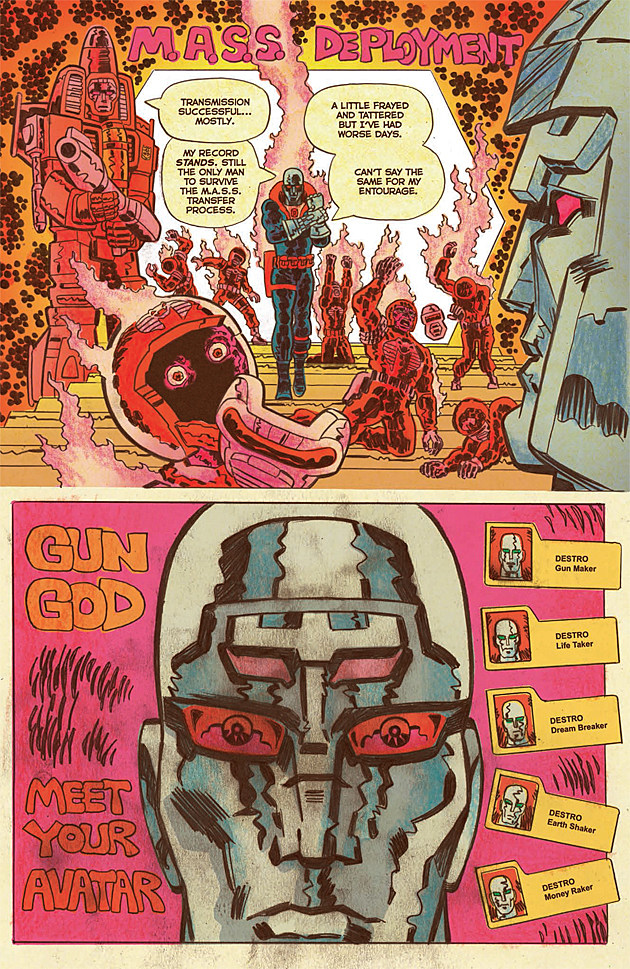 M.A.S.S. DEPLOYMENT
TRANSMISSION
SUCCESSFUL...
MOSTLY.
MY RECORD
STANDS. STILL
THE ONLY MAN
TO SURVIVE
THE M.A.S.S.
TRANSFER
PROCESS.
A LITTLE FRAYED
AND TATTERED
BUT I'VE HAD
WORSE DAYS.
CAN'T SAY THE
SAME FOR MY
ENTOURAGE.
GUN
GOD
MEET
YOUR
AVATAR
DESTRO
Gun Maker
DESTRO
Life Taker
DESTRO
Dream Breaker
DESTRO
Earth Shaker
DESTRO
Money Raker